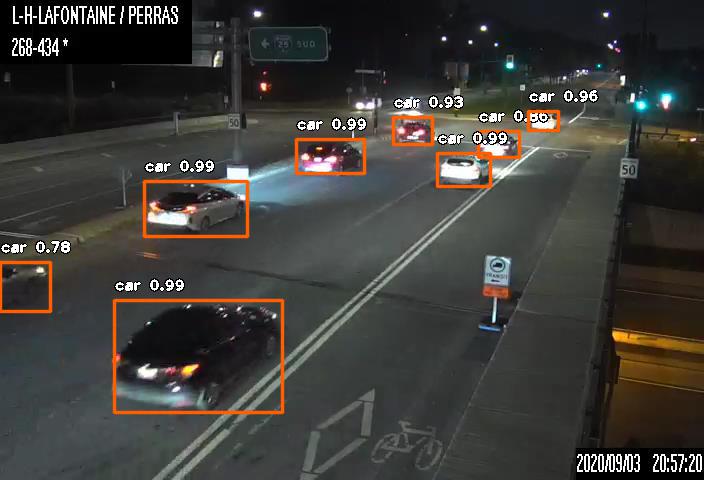 L-H-LAFONTAINE / PERRAS
268-434 *
25 SUD
car 0.96
car 0.93
car 0.86
car 0.99
car 0.99
50
car 0.99
50
car 0.78
TRANSIT
car 0.99
2020/09/03 20:57:20